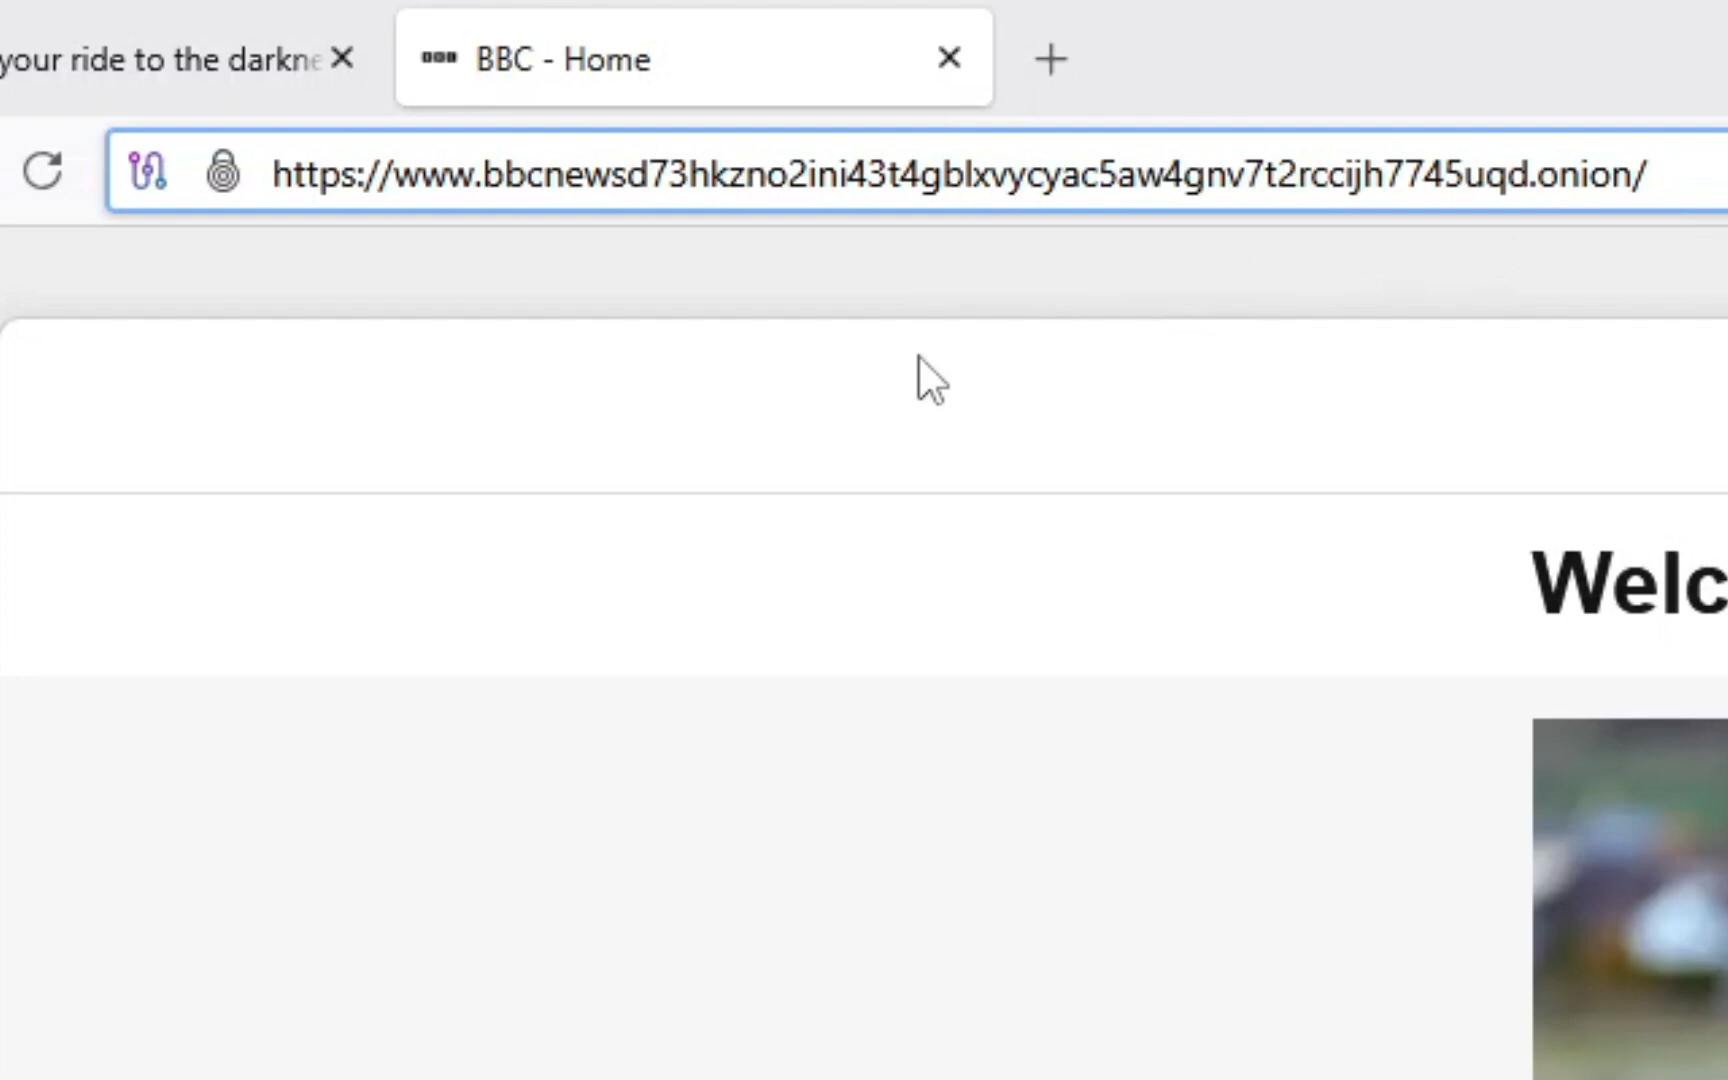 your ride to the darkne
BBC - Home
https://www.bbcnewsd73hkzno2ini43t4gblxvycyac5aw4gnv7t2rccijh7745uqd.onion/
Welc